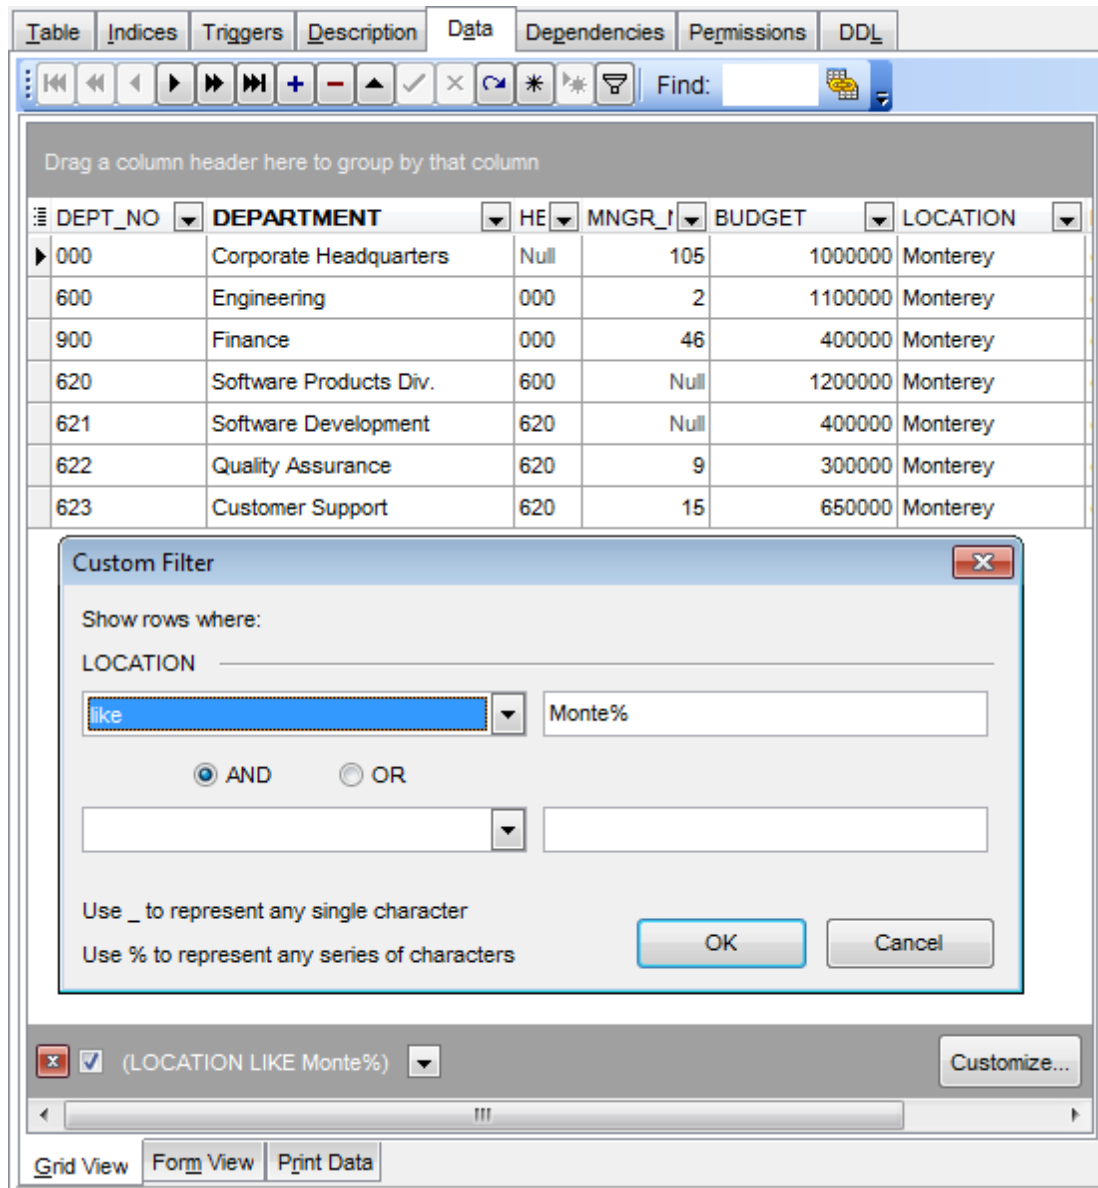 Table Indices Triggers Description Data Dependencies Permissions DDL
Find:
Drag a column header here to group by that column
DEPT_NO DEPARTMENT HE MNGR_ BUDGET LOCATION
000 Corporate Headquarters Null 105 1000000 Monterey
600 Engineering 000 2 1100000 Monterey
900 Finance 000 46 400000 Monterey
620 Software Products Div. 600 Null 1200000 Monterey
621 Software Development 620 Null 400000 Monterey
622 Quality Assurance 620 9 300000 Monterey
623 Customer Support 620 15 650000 Monterey
Custom Filter
Show rows where:
LOCATION
like Monte%
AND OR
Use _ to represent any single character
Use % to represent any series of characters
OK Cancel
(LOCATION LIKE Monte%) Customize...
Grid View Form View Print Data